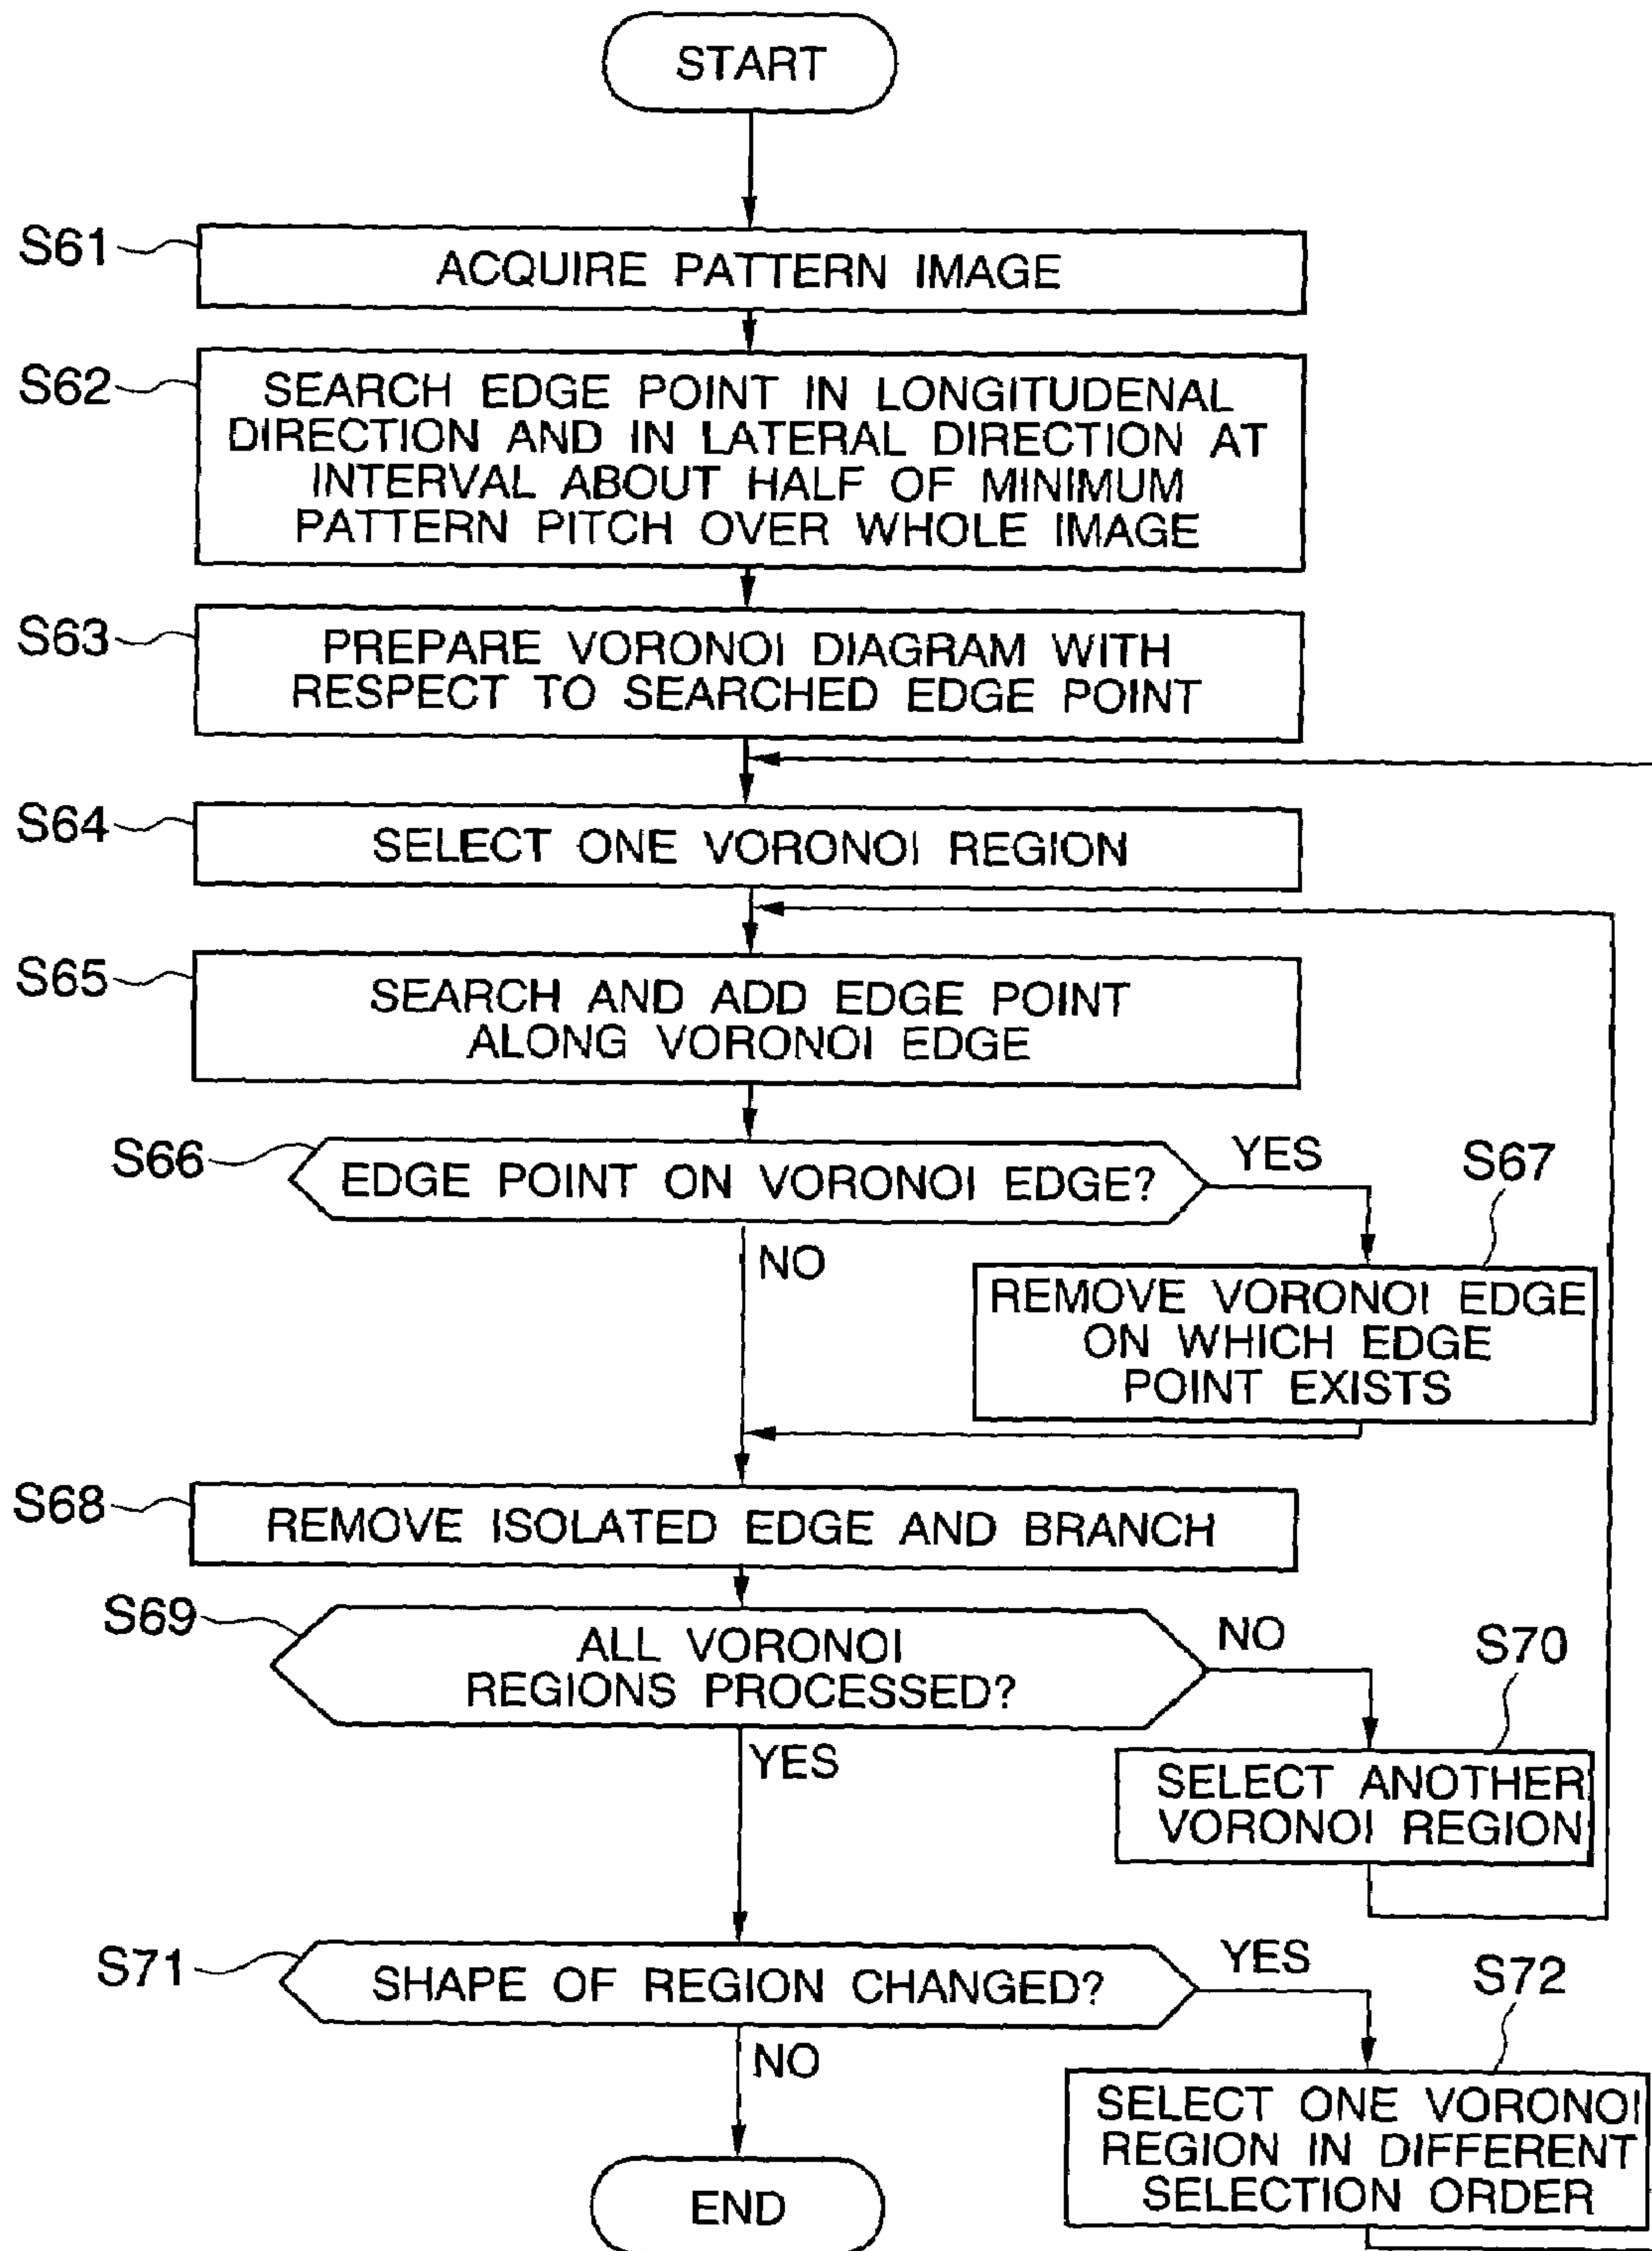 START
S61
ACQUIRE PATTERN IMAGE
S62
SEARCH EDGE POINT IN LONGITUDENAL
DIRECTION AND IN LATERAL DIRECTION AT
INTERVAL ABOUT HALF OF MINIMUM
PATTERN PITCH OVER WHOLE IMAGE
S63
PREPARE VORONOI DIAGRAM WITH
RESPECT TO SEARCHED EDGE POINT
S64
SELECT ONE VORONOI REGION
S65
SEARCH AND ADD EDGE POINT
ALONG VORONOI EDGE
S66
EDGE POINT ON VORONOI EDGE?
YES
NO
S67
REMOVE VORONOI EDGE
ON WHICH EDGE
POINT EXISTS
S68
REMOVE ISOLATED EDGE AND BRANCH
S69
ALL VORONOI
REGIONS PROCESSED?
NO
YES
S70
SELECT ANOTHER
VORONOI REGION
S71
SHAPE OF REGION CHANGED?
YES
NO
S72
SELECT ONE VORONOI
REGION IN DIFFERENT
SELECTION ORDER
END